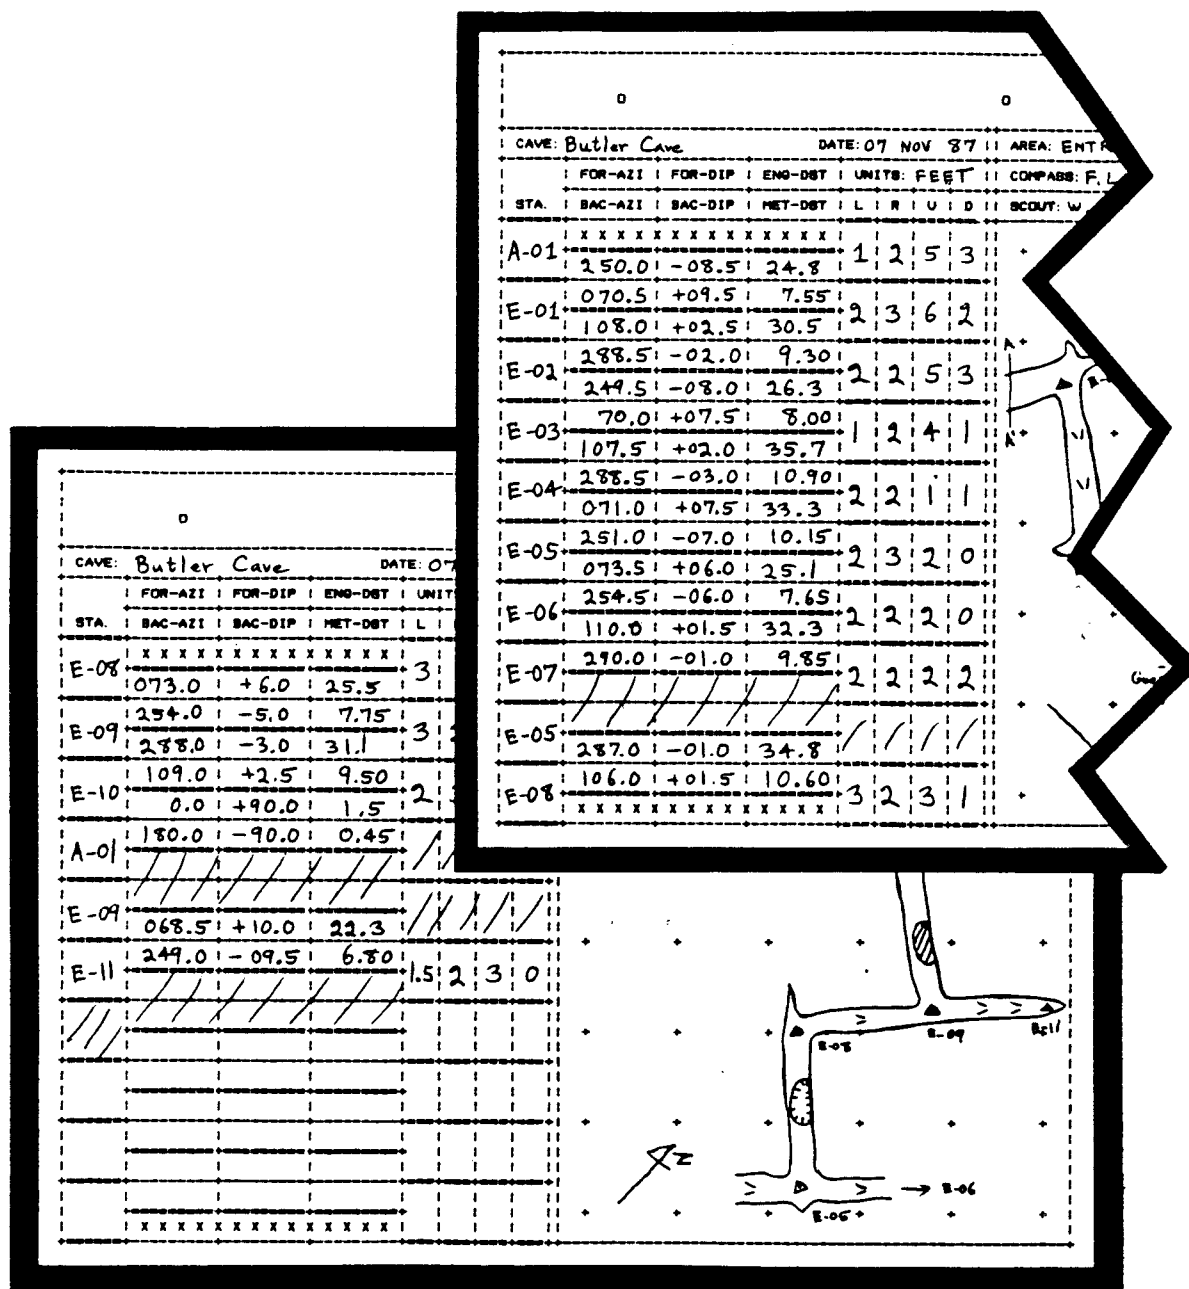 CAVE: Butler Cave DATE: 07 NOV 87 AREA: ENTR
FOR-AZI FOR-DIP ENG-DST UNITS: FEET COMPASS: F. L
STA. BAC-AZI BAC-DIP MET-DST L R U D SCOUT: W
x x x x x x x x x x x x x
A-01 1 2 5 3
250.0 -08.5 24.8
070.5 +09.5 7.55
E-01 2 3 6 2
108.0 +02.5 30.5
288.5 -02.0 9.30
E-02 2 2 5 3
249.5 -08.0 26.3
70.0 +07.5 8.00
E-03 1 2 4 1
107.5 +02.0 35.7
288.5 -03.0 10.90
E-04 2 2 1 1
071.0 +07.5 33.3
251.0 -07.0 10.15
E-05 2 3 2 0
073.5 +06.0 25.1
254.5 -06.0 7.65
E-06 2 2 2 0
110.0 +01.5 32.3
290.0 -01.0 9.85
E-07 2 2 2 2
E-05
287.0 -01.0 34.8
106.0 +01.5 10.60
E-08 3 2 3 1
x x x x x x x x x x x x x
A
A'
CAVE: Butler Cave DATE: 07
FOR-AZI FOR-DIP ENG-DST UNIT
STA. BAC-AZI BAC-DIP MET-DST L
x x x x x x x x x x x x x
E-08 3
073.0 +6.0 25.5
254.0 -5.0 7.75
E-09 3
288.0 -3.0 31.1
109.0 +2.5 9.50
E-10 2
0.0 +90.0 1.5
180.0 -90.0 0.45
A-01
E-09
068.5 +10.0 22.3
249.0 -09.5 6.80
E-11 1.5 2 3 0
x x x x x x x x x x x x x
E-08 E-09 E-11
N
E-06
E-05